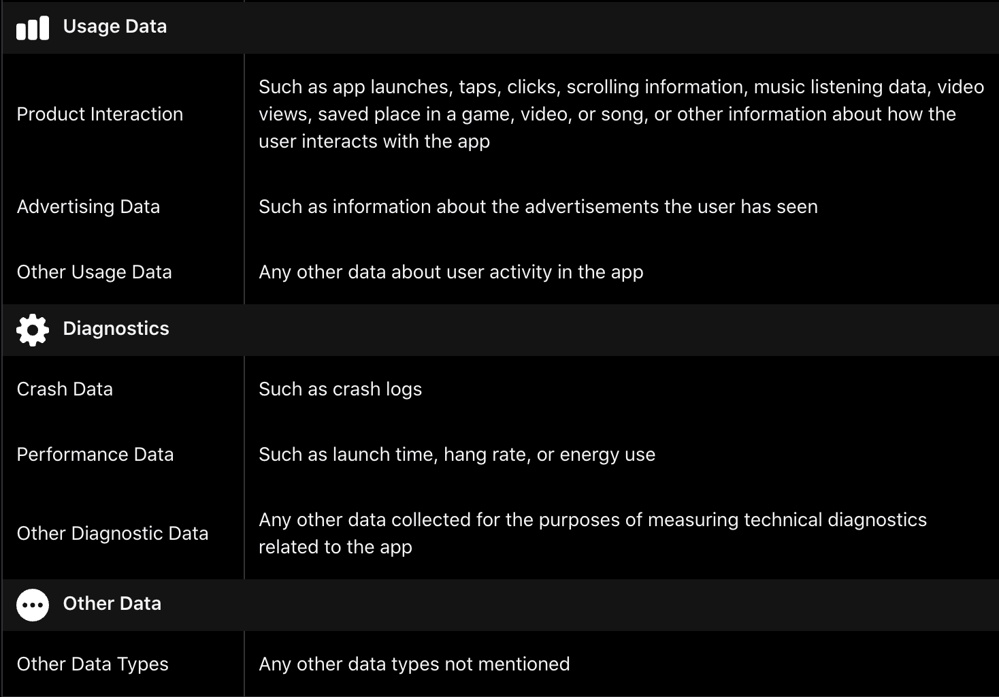 Usage Data
Product Interaction
Such as app launches, taps, clicks, scrolling information, music listening data, video
views, saved place in a game, video, or song, or other information about how the
user interacts with the app
Advertising Data
Such as information about the advertisements the user has seen
Other Usage Data
Any other data about user activity in the app
Diagnostics
Crash Data
Such as crash logs
Performance Data
Such as launch time, hang rate, or energy use
Other Diagnostic Data
Any other data collected for the purposes of measuring technical diagnostics
related to the app
Other Data
Other Data Types
Any other data types not mentioned